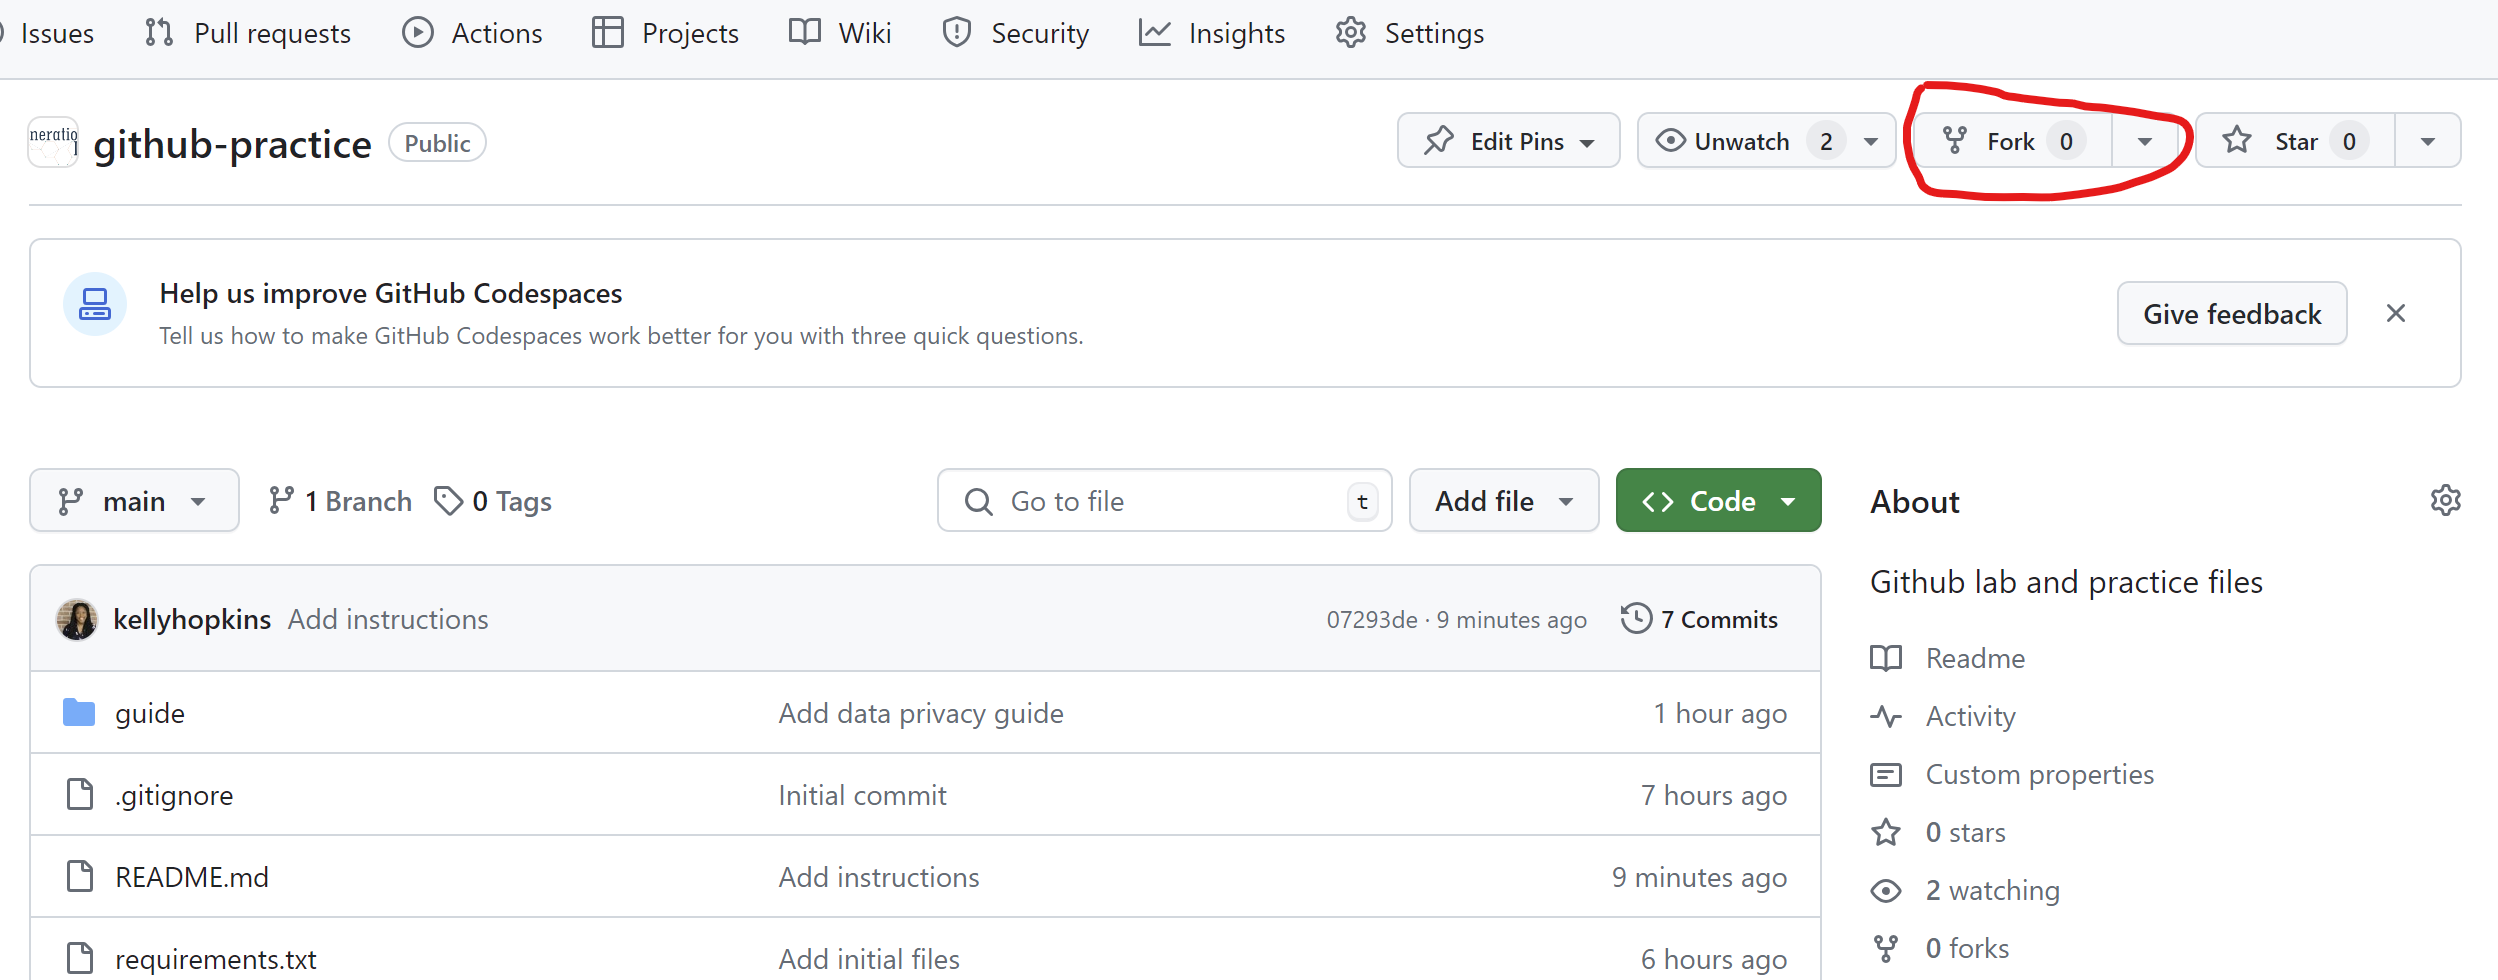 Issues Pull requests Actions Projects Wiki Security Insights Settings
neratio github-practice Public Edit Pins Unwatch 2 Fork 0 Star 0
Help us improve GitHub Codespaces
Tell us how to make GitHub Codespaces work better for you with three quick questions.
Give feedback
main 1 Branch 0 Tags Go to file t Add file Code
kellyhopkins Add instructions 07293de · 9 minutes ago 7 Commits
guide Add data privacy guide 1 hour ago
.gitignore Initial commit 7 hours ago
README.md Add instructions 9 minutes ago
requirements.txt Add initial files 6 hours ago
About
Github lab and practice files
Readme
Activity
Custom properties
0 stars
2 watching
0 forks